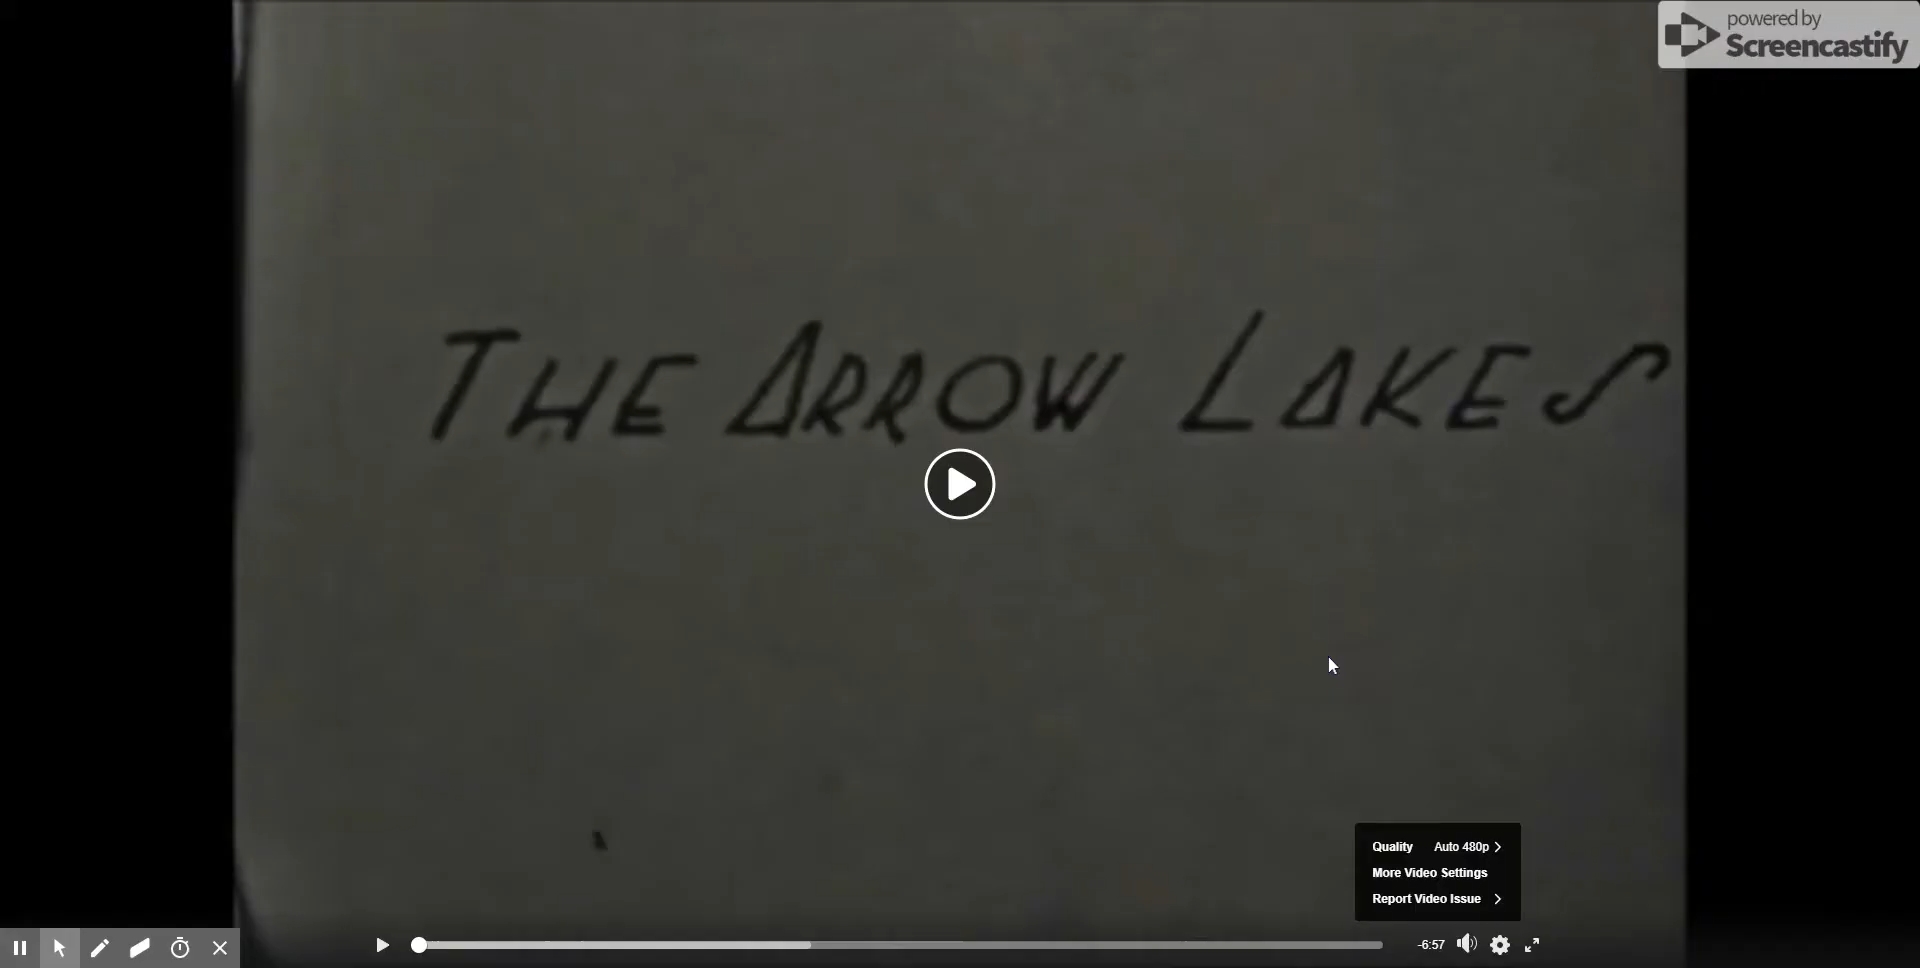 powered by
Screencastify
THE ARROW LAKES
Quality Auto 480p
More Video Settings
Report Video Issue
-6:57